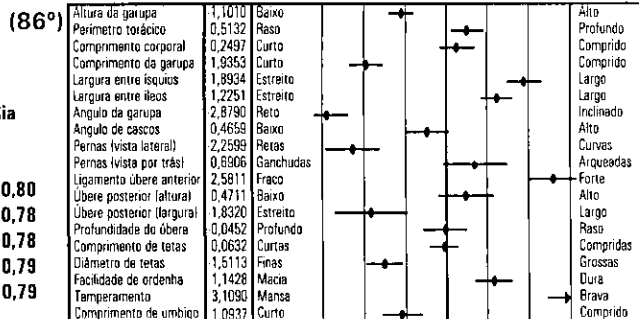 (86º)
Altura da garupa -1,1010 Baixo Alto
Perímetro torácico 0,5132 Raso Profundo
Comprimento corporal 0,2497 Curto Comprido
Comprimento da garupa -1,9353 Curto Comprido
Largura entre ísquios 1,8934 Estreito Largo
Largura entre íleos 1,2251 Estreito Largo
Angulo da garupa -2,8790 Reto Inclinado
Angulo de cascos -0,4659 Baixo Alto
Pernas (vista lateral) -2,2599 Retas Curvas
Pernas (vista por trás) 0,6906 Ganchudas Arqueadas
Ligamento úbere anterior 2,5811 Fraco Forte
0,80 Úbere posterior (altura) 0,4711 Baixo Alto
0,78 Úbere posterior (largura) -1,8320 Estreito Largo
Profundidade do úbere -0,0452 Profundo Raso
0,78 Comprimento de tetas -0,0632 Curtas Compridas
0,79 Diâmetro de tetas -1,5113 Finas Grossas
0,79 Facilidade de ordenha 1,1428 Macia Dura
Temperamento 3,1090 Mansa Brava
Comprimento de umbigo -1,0937 Curto Comprido